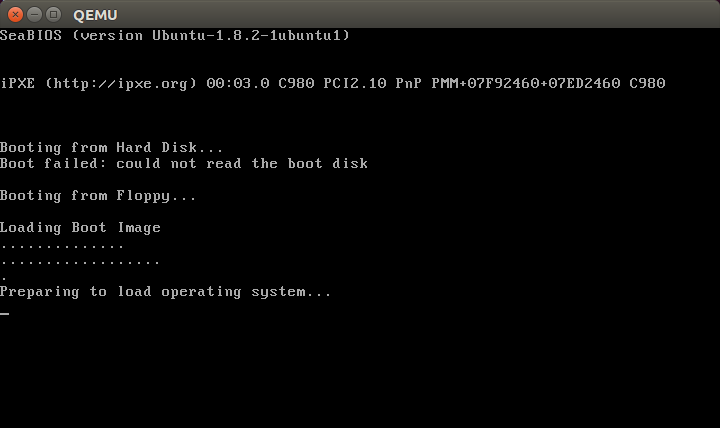 QEMU
SeaBIOS (version Ubuntu-1.8.2-1ubuntu1)
iPXE (http://ipxe.org) 00:03.0 C980 PCI2.10 PnP PMM+07F92460+07ED2460 C980
Booting from Hard Disk...
Boot failed: could not read the boot disk
Booting from Floppy...
Loading Boot Image
..............
..................
.
Preparing to load operating system...
_